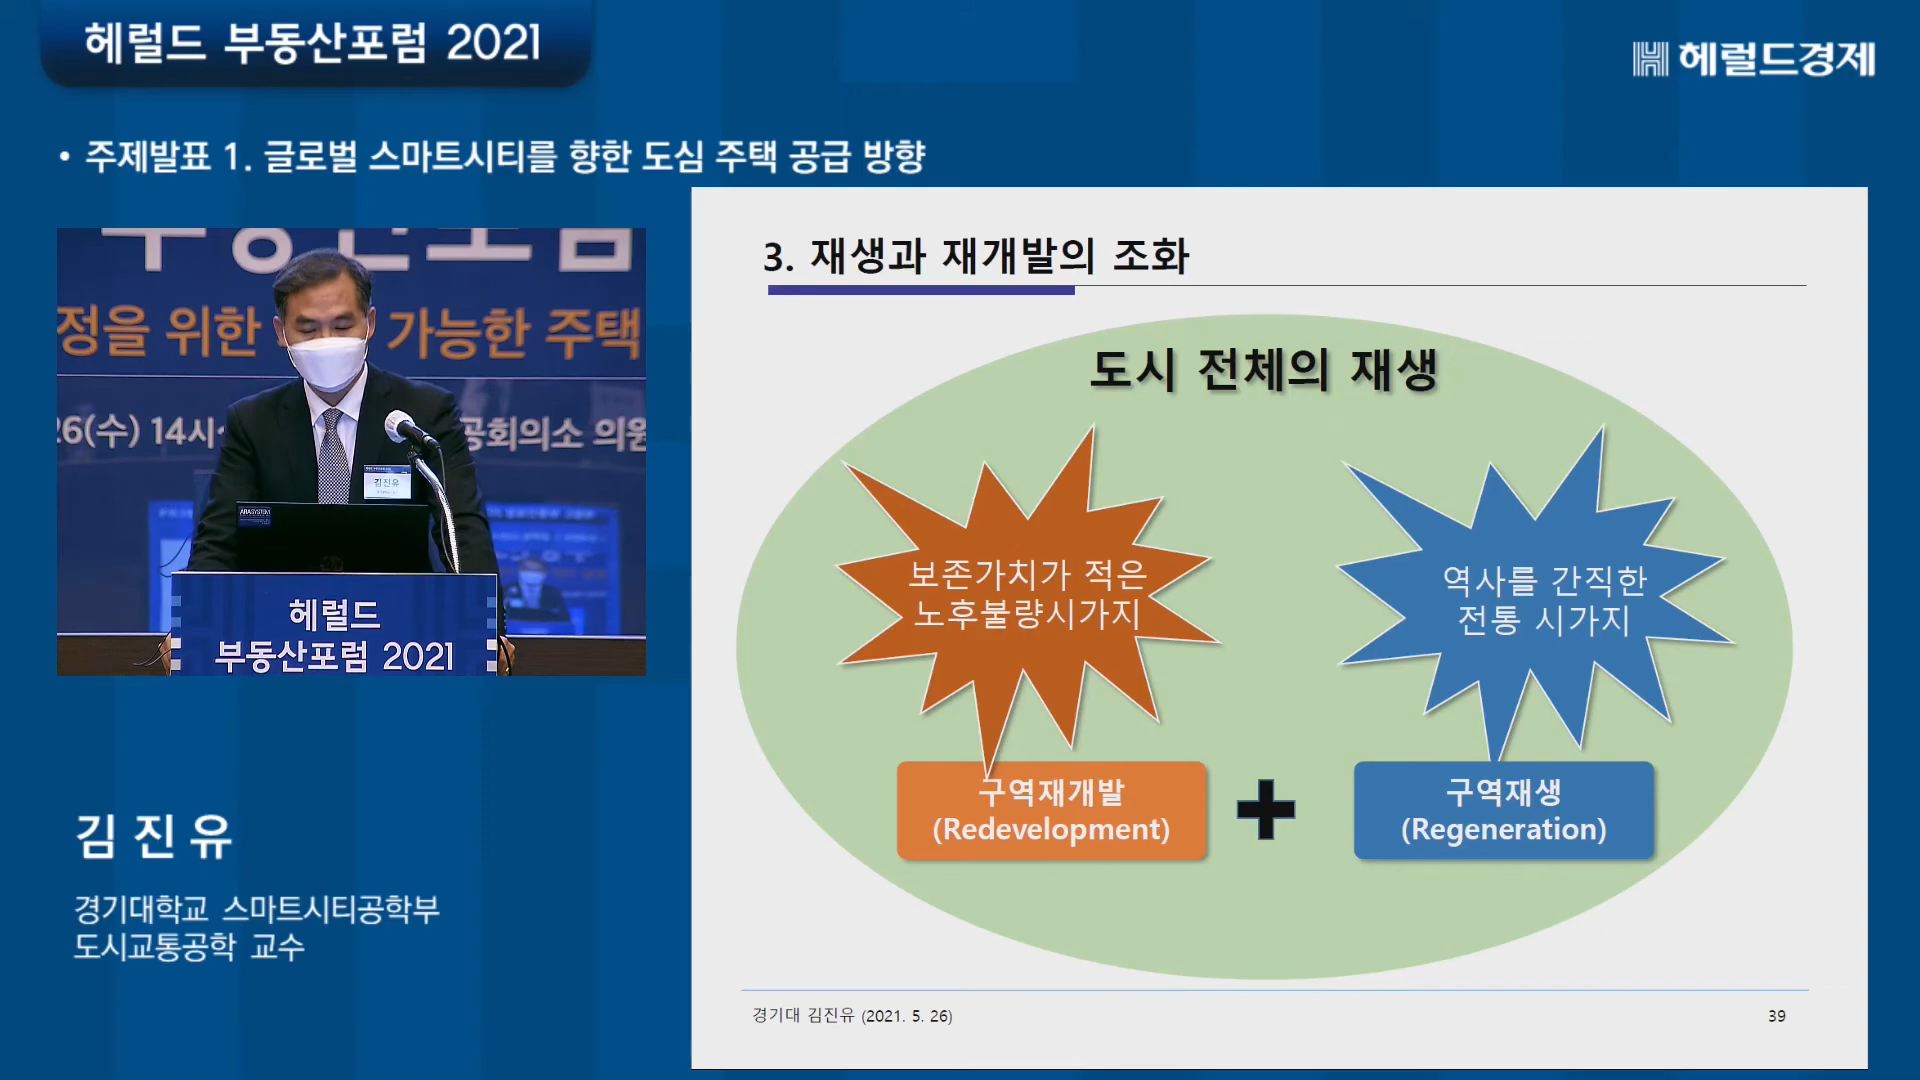 헤럴드 부동산포럼 2021
헤럴드경제
• 주제발표 1. 글로벌 스마트시티를 향한 도심 주택 공급 방향
정을 위한 가능한 주택
26(수) 14시 공회의소 의원
김진유
헤럴드
부동산포럼 2021
김 진 유
경기대학교 스마트시티공학부
도시교통공학 교수
3. 재생과 재개발의 조화
도시 전체의 재생
보존가치가 적은
노후불량시가지
역사를 간직한
전통 시가지
구역재개발
(Redevelopment)
구역재생
(Regeneration)
경기대 김진유 (2021. 5. 26)
39